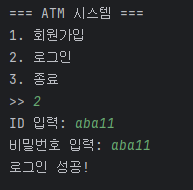 === ATM 시스템 ===
1. 회원가입
2. 로그인
3. 종료
>> 2
ID 입력: aba11
비밀번호 입력: aba11
로그인 성공!